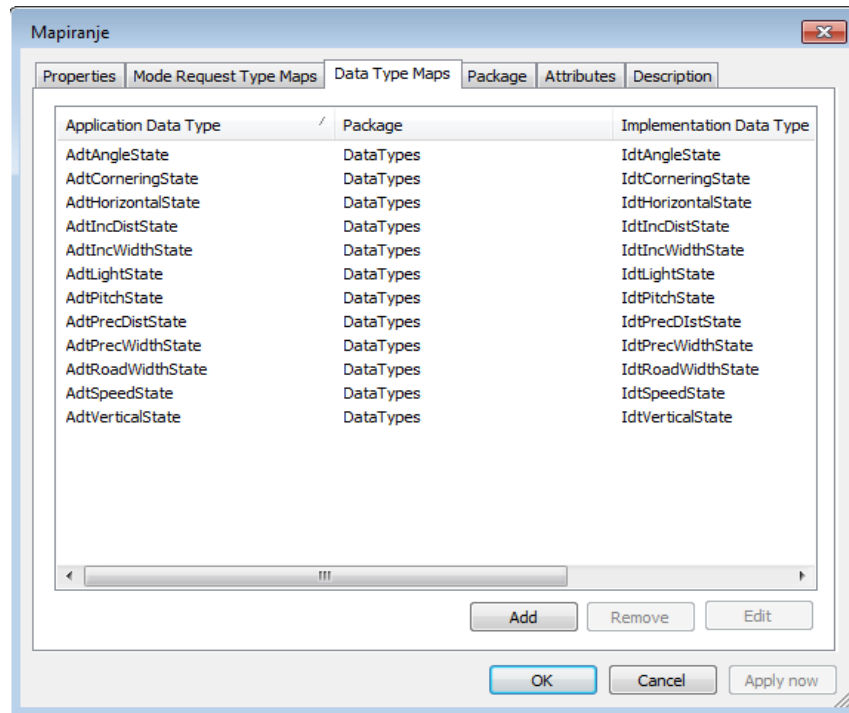 Mapiranje
Properties Mode Request Type Maps Data Type Maps Package Attributes Description
Application Data Type Package Implementation Data Type
AdtAngleState DataTypes IdtAngleState
AdtCorneringState DataTypes IdtCorneringState
AdtHorizontalState DataTypes IdtHorizontalState
AdtIncDistState DataTypes IdtIncDistState
AdtIncWidthState DataTypes IdtIncWidthState
AdtLightState DataTypes IdtLightState
AdtPitchState DataTypes IdtPitchState
AdtPrecDistState DataTypes IdtPrecDIstState
AdtPrecWidthState DataTypes IdtPrecWidthState
AdtRoadWidthState DataTypes IdtRoadWidthState
AdtSpeedState DataTypes IdtSpeedState
AdtVerticalState DataTypes IdtVerticalState
Add Remove Edit
OK Cancel Apply now